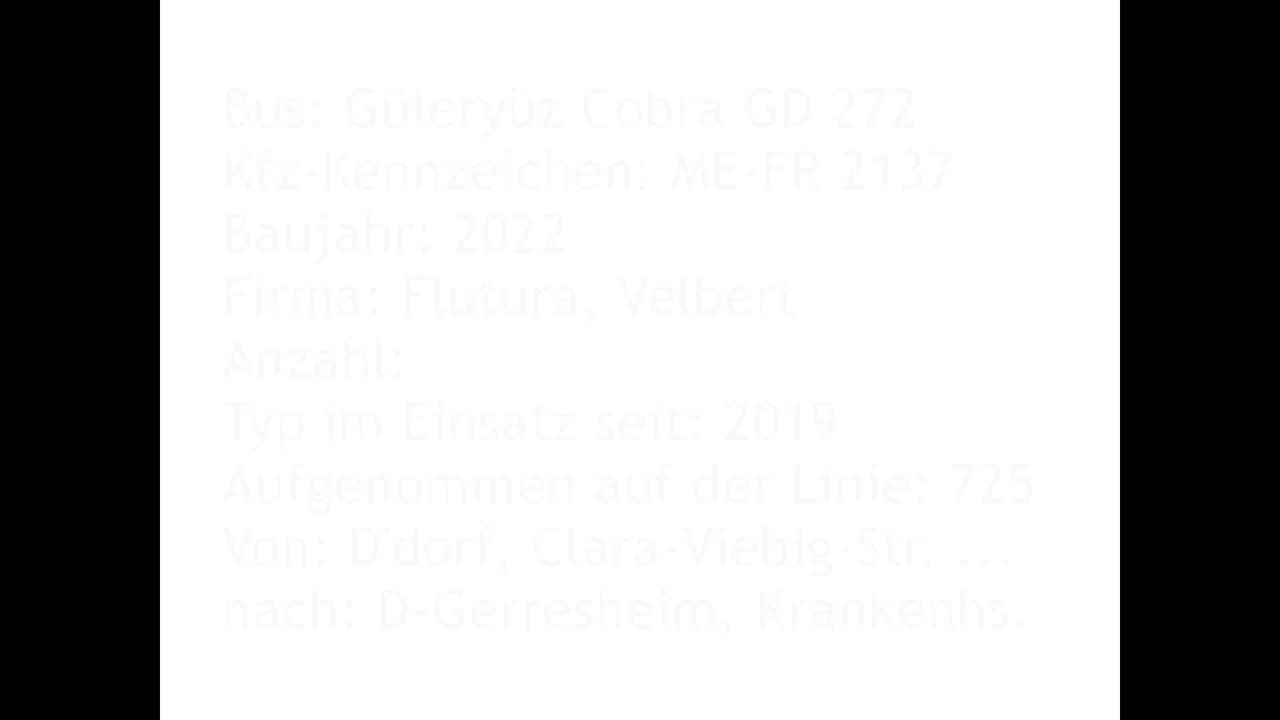 Bus: Güleryüz Cobra GD 272
Kfz-Kennzeichen: ME-FR 2137
Baujahr: 2022
Firma: Flutura, Velbert
Anzahl:
Typ im Einsatz seit: 2019
Aufgenommen auf der Linie: 725
Von: D'dorf, Clara-Viebig-Str. ...
nach: D-Gerresheim, Krankenhs.